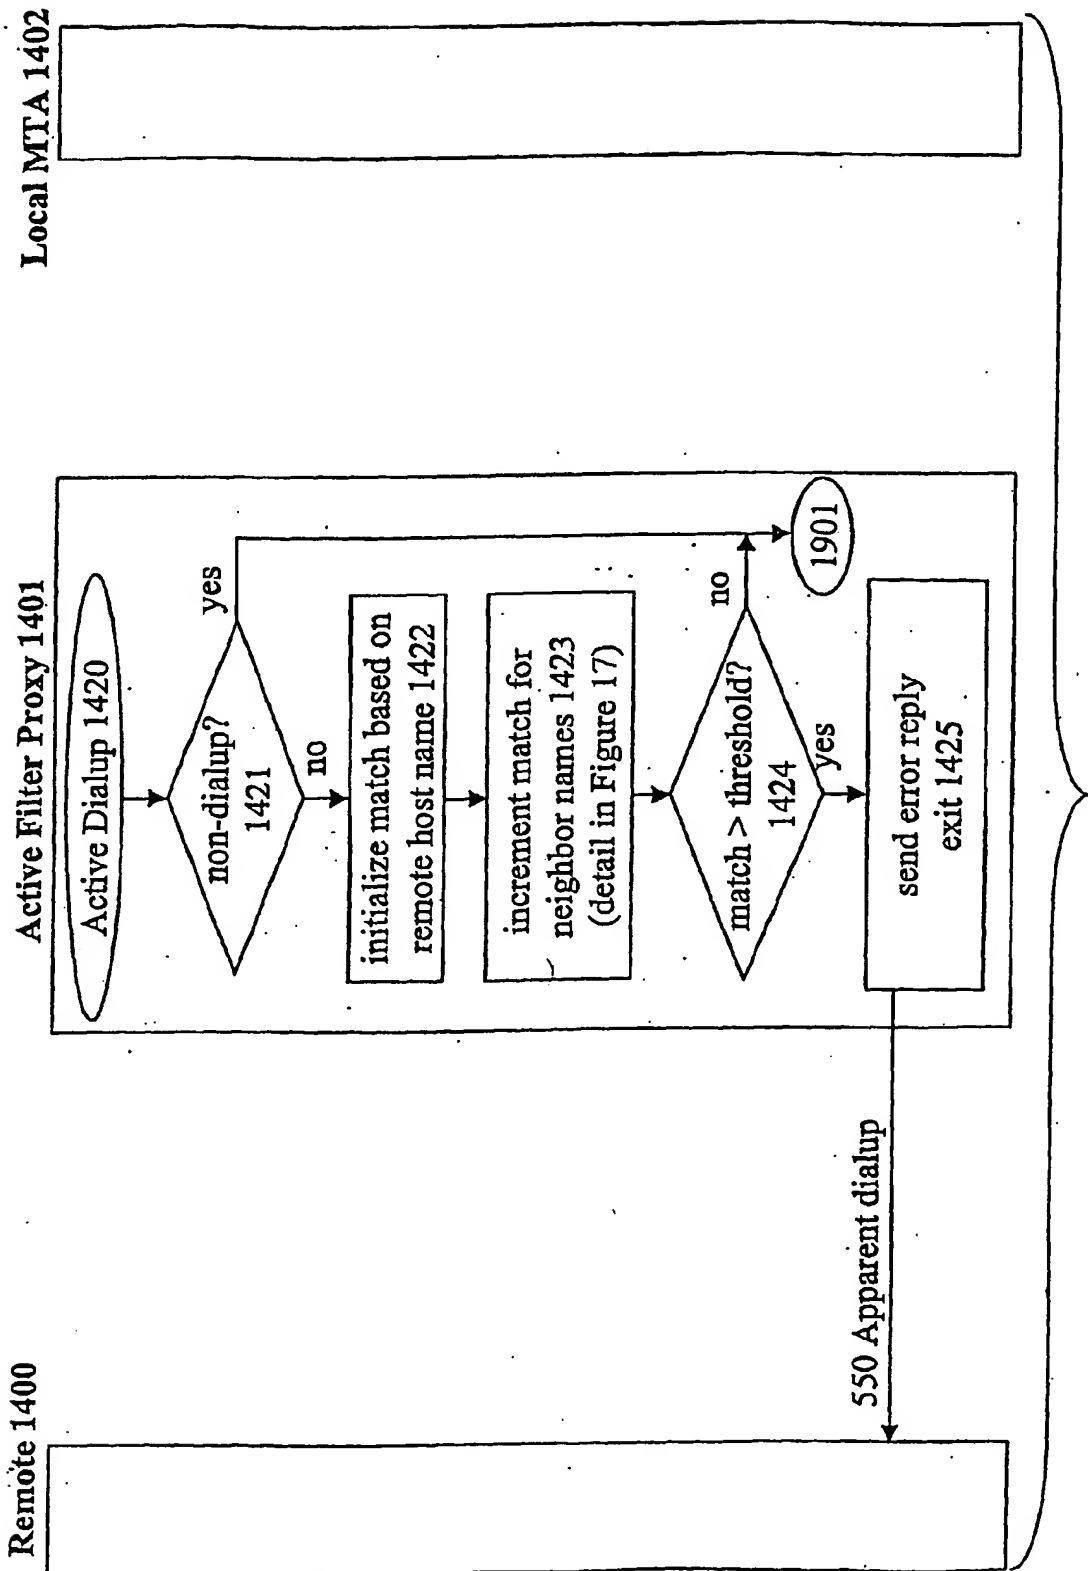 Remote 1400
Active Filter Proxy 1401
Local MTA 1402
Active Dialup 1420
non-dialup?
1421
yes
no
initialize match based on
remote host name 1422
increment match for
neighbor names 1423
(detail in Figure 17)
match > threshold?
1424
no
yes
1901
send error reply
exit 1425
550 Apparent dialup